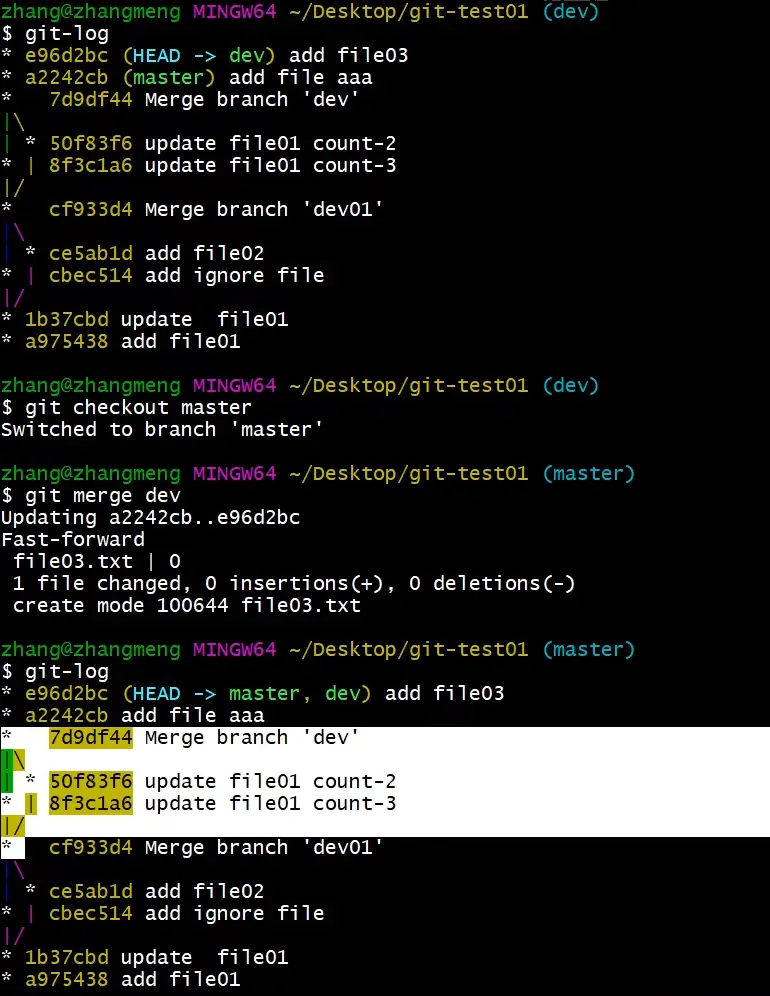 zhang@zhangmeng MINGW64 ~/Desktop/git-test01 (dev)
$ git-log
* e96d2bc (HEAD -> dev) add file03
* a2242cb (master) add file aaa
*   7d9df44 Merge branch 'dev'
|\
| * 50f83f6 update file01 count-2
* | 8f3c1a6 update file01 count-3
|/
*   cf933d4 Merge branch 'dev01'
|\
| * ce5ab1d add file02
* | cbec514 add ignore file
|/
* 1b37cbd update  file01
* a975438 add file01

zhang@zhangmeng MINGW64 ~/Desktop/git-test01 (dev)
$ git checkout master
Switched to branch 'master'

zhang@zhangmeng MINGW64 ~/Desktop/git-test01 (master)
$ git merge dev
Updating a2242cb..e96d2bc
Fast-forward
 file03.txt | 0
 1 file changed, 0 insertions(+), 0 deletions(-)
 create mode 100644 file03.txt

zhang@zhangmeng MINGW64 ~/Desktop/git-test01 (master)
$ git-log
* e96d2bc (HEAD -> master, dev) add file03
* a2242cb add file aaa
*   7d9df44 Merge branch 'dev'
|\
| * 50f83f6 update file01 count-2
* | 8f3c1a6 update file01 count-3
|/
*   cf933d4 Merge branch 'dev01'
|\
| * ce5ab1d add file02
* | cbec514 add ignore file
|/
* 1b37cbd update  file01
* a975438 add file01